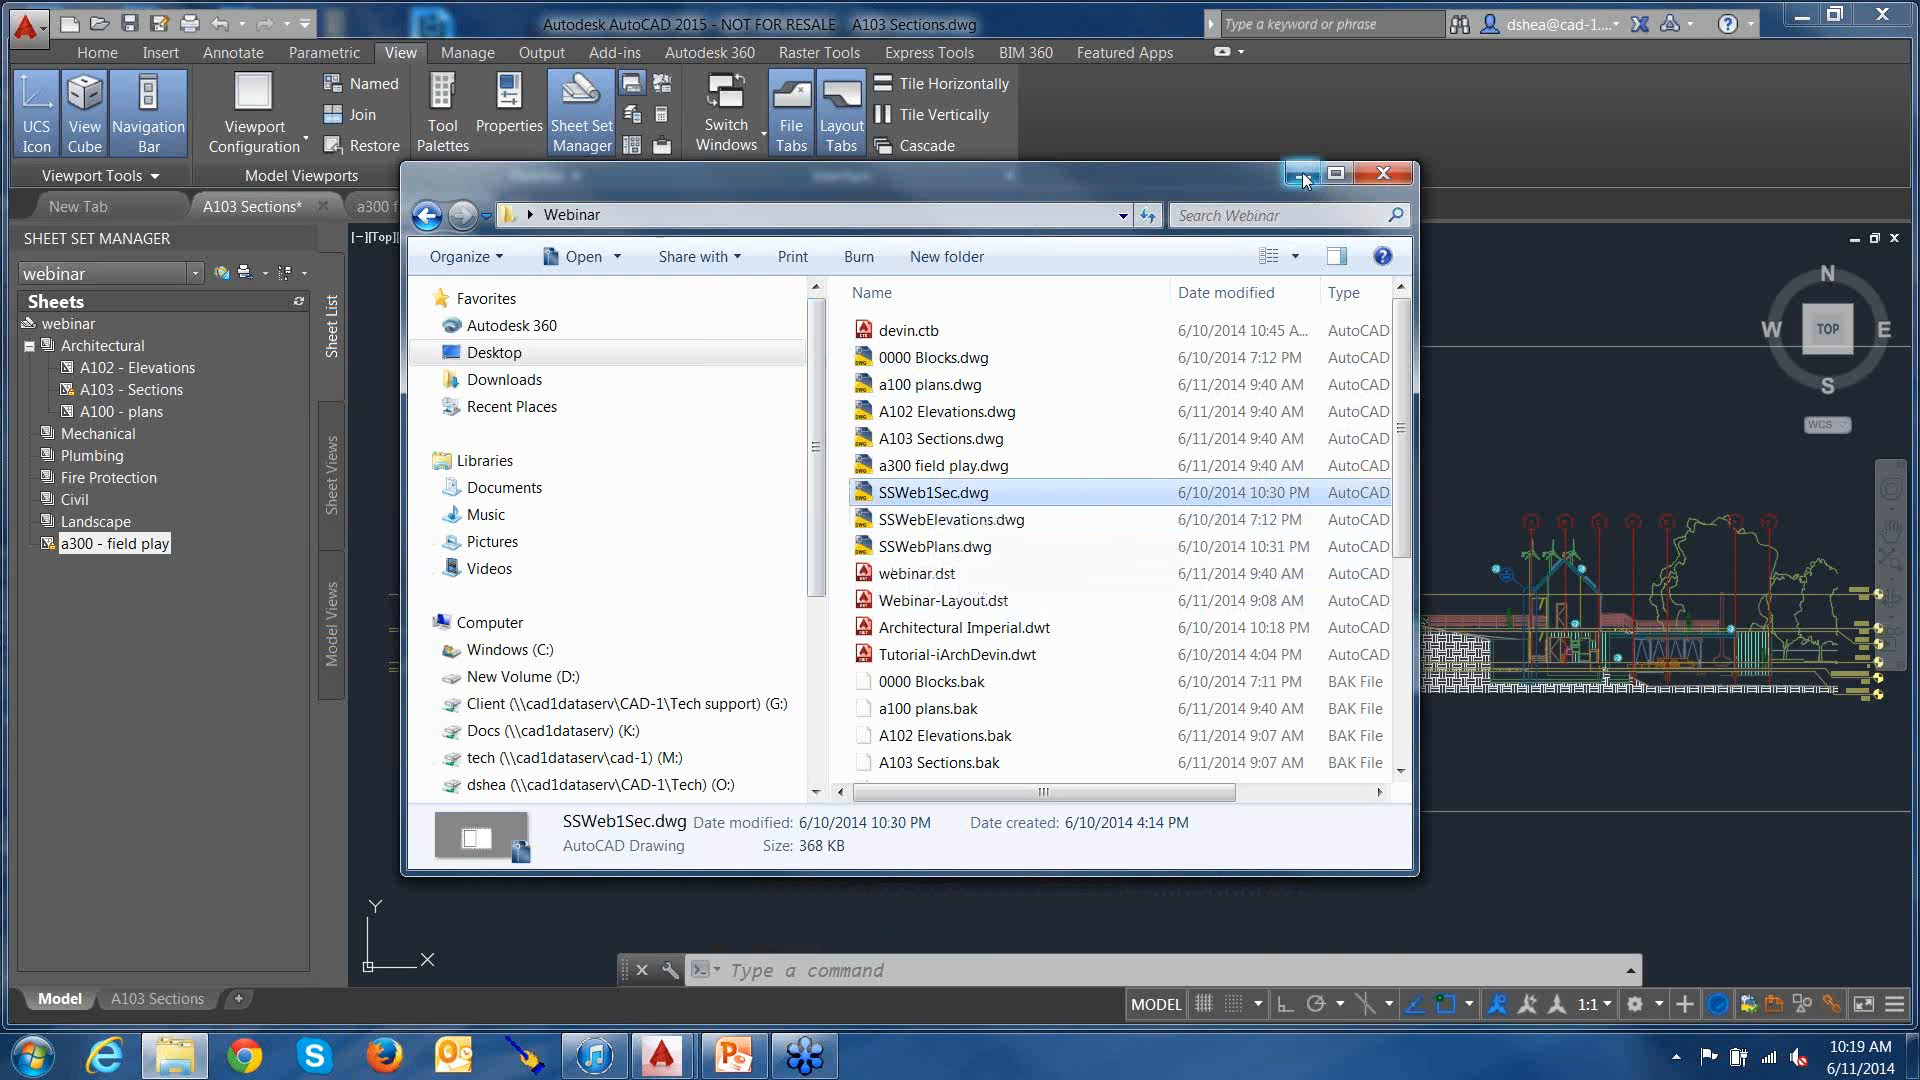 Autodesk AutoCAD 2015 - NOT FOR RESALE   A103 Sections.dwg
Type a keyword or phrase
dshea@cad-1....
Home Insert Annotate Parametric View Manage Output Add-ins Autodesk 360 Raster Tools Express Tools BIM 360 Featured Apps
UCS Icon
View Cube
Navigation Bar
Viewport Configuration
Named
Join
Restore
Tool Palettes
Properties
Sheet Set Manager
Switch Windows
File Tabs
Layout Tabs
Tile Horizontally
Tile Vertically
Cascade
Viewport Tools
Model Viewports
New Tab
A103 Sections*
a300 f
[−][Top]
SHEET SET MANAGER
webinar
Sheets
webinar
Architectural
A102 - Elevations
A103 - Sections
A100 - plans
Mechanical
Plumbing
Fire Protection
Civil
Landscape
a300 - field play
Sheet List
Sheet Views
Model Views
Webinar
Search Webinar
Organize Open Share with Print Burn New folder
Favorites
Autodesk 360
Desktop
Downloads
Recent Places
Libraries
Documents
Music
Pictures
Videos
Computer
Windows (C:)
New Volume (D:)
Client (\\cad1dataserv\CAD-1\Tech support) (G:)
Docs (\\cad1dataserv) (K:)
tech (\\cad1dataserv\cad-1) (M:)
dshea (\\cad1dataserv\CAD-1\Tech) (O:)
Name Date modified Type
devin.ctb 6/10/2014 10:45 A... AutoCAD
0000 Blocks.dwg 6/10/2014 7:12 PM AutoCAD
a100 plans.dwg 6/11/2014 9:40 AM AutoCAD
A102 Elevations.dwg 6/11/2014 9:40 AM AutoCAD
A103 Sections.dwg 6/11/2014 9:40 AM AutoCAD
a300 field play.dwg 6/11/2014 9:40 AM AutoCAD
SSWeb1Sec.dwg 6/10/2014 10:30 PM AutoCAD
SSWebElevations.dwg 6/10/2014 7:12 PM AutoCAD
SSWebPlans.dwg 6/10/2014 10:31 PM AutoCAD
webinar.dst 6/11/2014 9:40 AM AutoCAD
Webinar-Layout.dst 6/11/2014 9:08 AM AutoCAD
Architectural Imperial.dwt 6/10/2014 10:18 PM AutoCAD
Tutorial-iArchDevin.dwt 6/10/2014 4:04 PM AutoCAD
0000 Blocks.bak 6/10/2014 7:11 PM BAK File
a100 plans.bak 6/11/2014 9:40 AM BAK File
A102 Elevations.bak 6/11/2014 9:07 AM BAK File
A103 Sections.bak 6/11/2014 9:07 AM BAK File
SSWeb1Sec.dwg Date modified: 6/10/2014 10:30 PM Date created: 6/10/2014 4:14 PM
AutoCAD Drawing Size: 368 KB
N
W TOP E
S
WCS
Y
X
Type a command
Model A103 Sections
MODEL 1:1
10:19 AM
6/11/2014